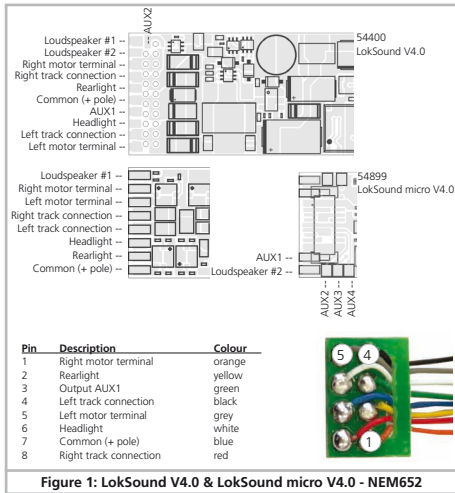 AUX2 --
Loudspeaker #1 --
Loudspeaker #2 --
Right motor terminal --
Right track connection --
Rearlight --
Common (+ pole) --
AUX1 --
Headlight --
Left track connection --
Left motor terminal --
54400
LokSound V4.0
Loudspeaker #1 --
Right motor terminal --
Left motor terminal --
Right track connection --
Left track connection --
Headlight --
Rearlight --
Common (+ pole) --
54899
LokSound micro V4.0
AUX1 --
Loudspeaker #2 --
AUX2 --
AUX3 --
AUX4 --
Pin Description Colour
1 Right motor terminal orange
2 Rearlight yellow
3 Output AUX1 green
4 Left track connection black
5 Left motor terminal grey
6 Headlight white
7 Common (+ pole) blue
8 Right track connection red
5 4
1
Figure 1: LokSound V4.0 & LokSound micro V4.0 - NEM652